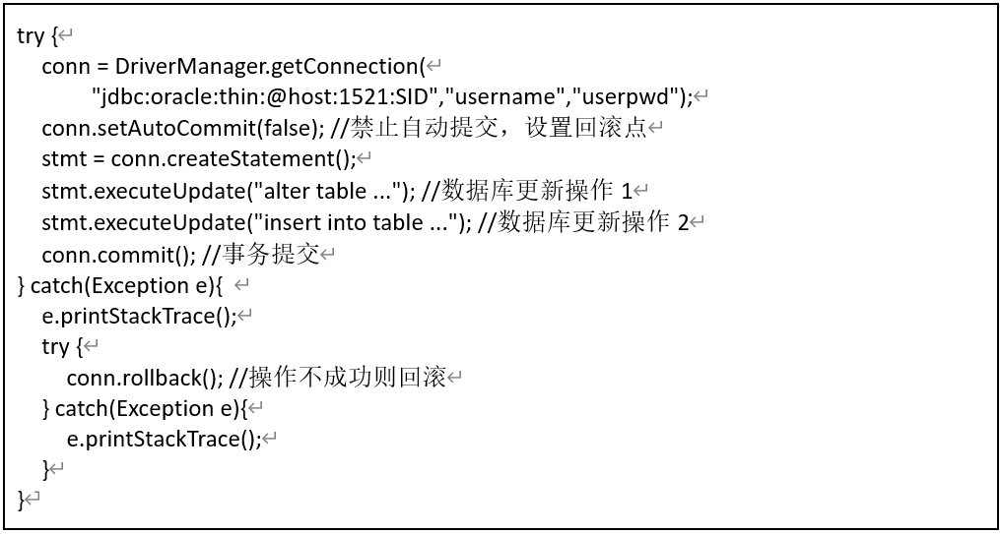 try {↵
conn = DriverManager.getConnection(↵
"jdbc:oracle:thin:@host:1521:SID","username","userpwd");↵
conn.setAutoCommit(false); //禁止自动提交，设置回滚点↵
stmt = conn.createStatement();↵
stmt.executeUpdate("alter table ..."); //数据库更新操作 1↵
stmt.executeUpdate("insert into table ..."); //数据库更新操作 2↵
conn.commit(); //事务提交↵
} catch(Exception e){ ↵
e.printStackTrace();↵
try {↵
conn.rollback(); //操作不成功则回滚↵
} catch(Exception e){↵
e.printStackTrace();↵
}↵
}↵